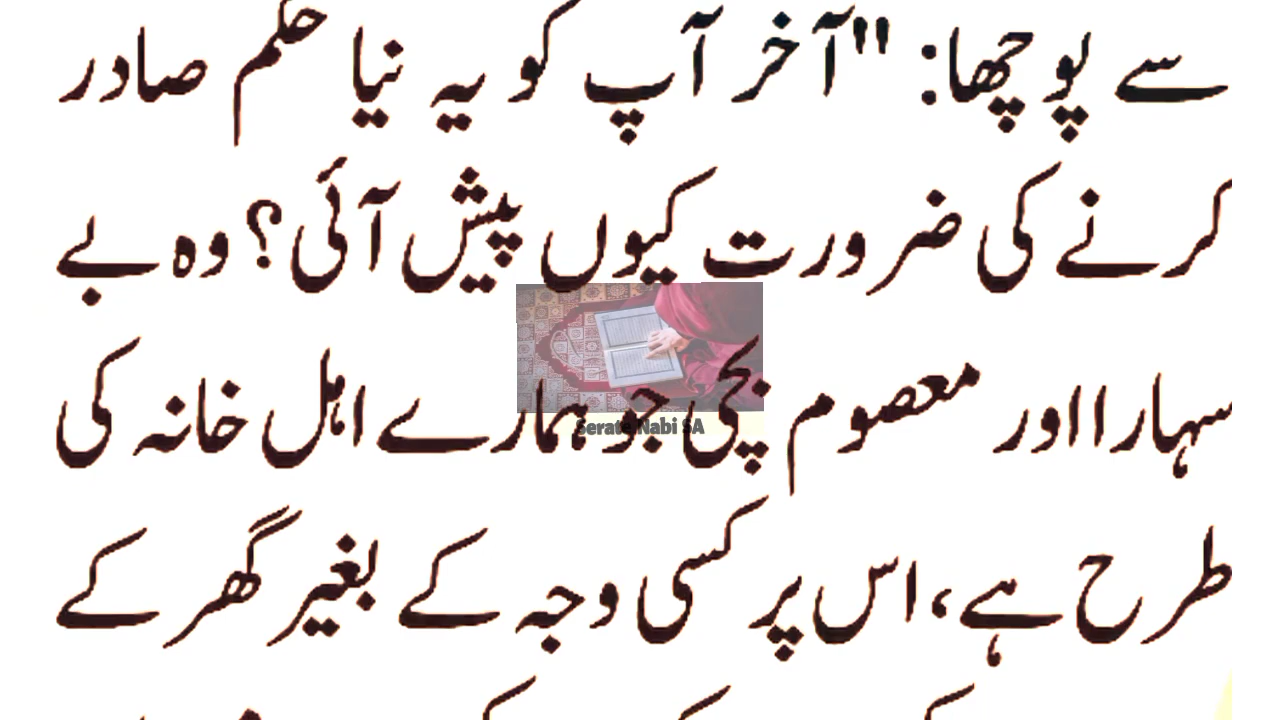 سے پوچھا: "آخر آپ کو یہ نیا حکم صادر
کرنے کی ضرورت کیوں پیش آئی؟ وہ بے
سہارا اور معصوم بچی جو ہمارے اہل خانہ کی
Serate Nabi SA
طرح ہے، اس پر کسی وجہ کے بغیر گھر کے